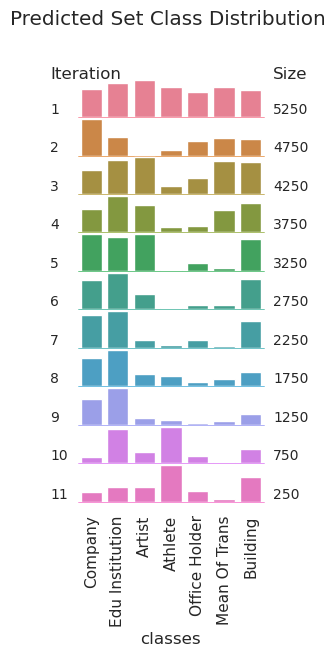 Predicted Set Class Distribution
Iteration Size
1 5250
2 4750
3 4250
4 3750
5 3250
6 2750
7 2250
8 1750
9 1250
10 750
11 250
Company
Edu Institution
Artist
Athlete
Office Holder
Mean Of Trans
Building
classes